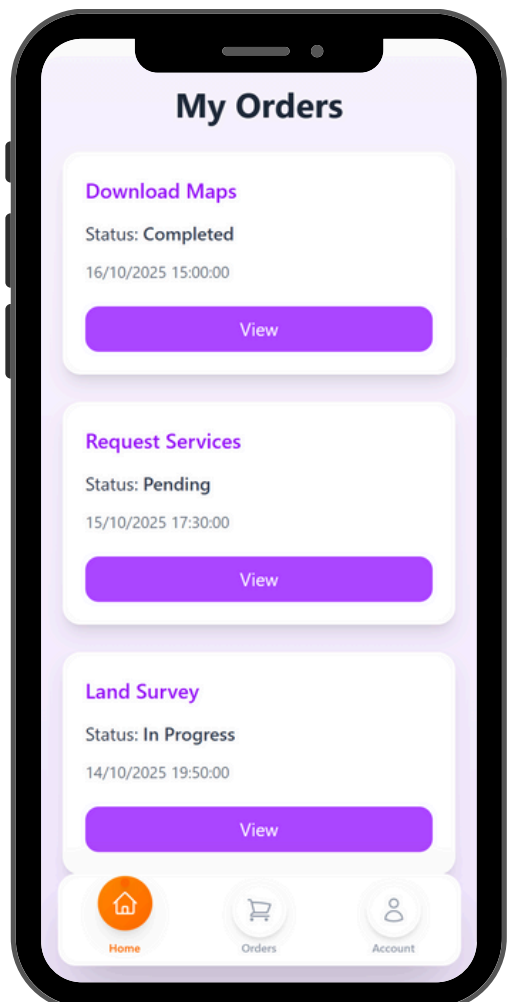 My Orders
Download Maps
Status: Completed
16/10/2025 15:00:00
View
Request Services
Status: Pending
15/10/2025 17:30:00
View
Land Survey
Status: In Progress
14/10/2025 19:50:00
View
Home Orders Account